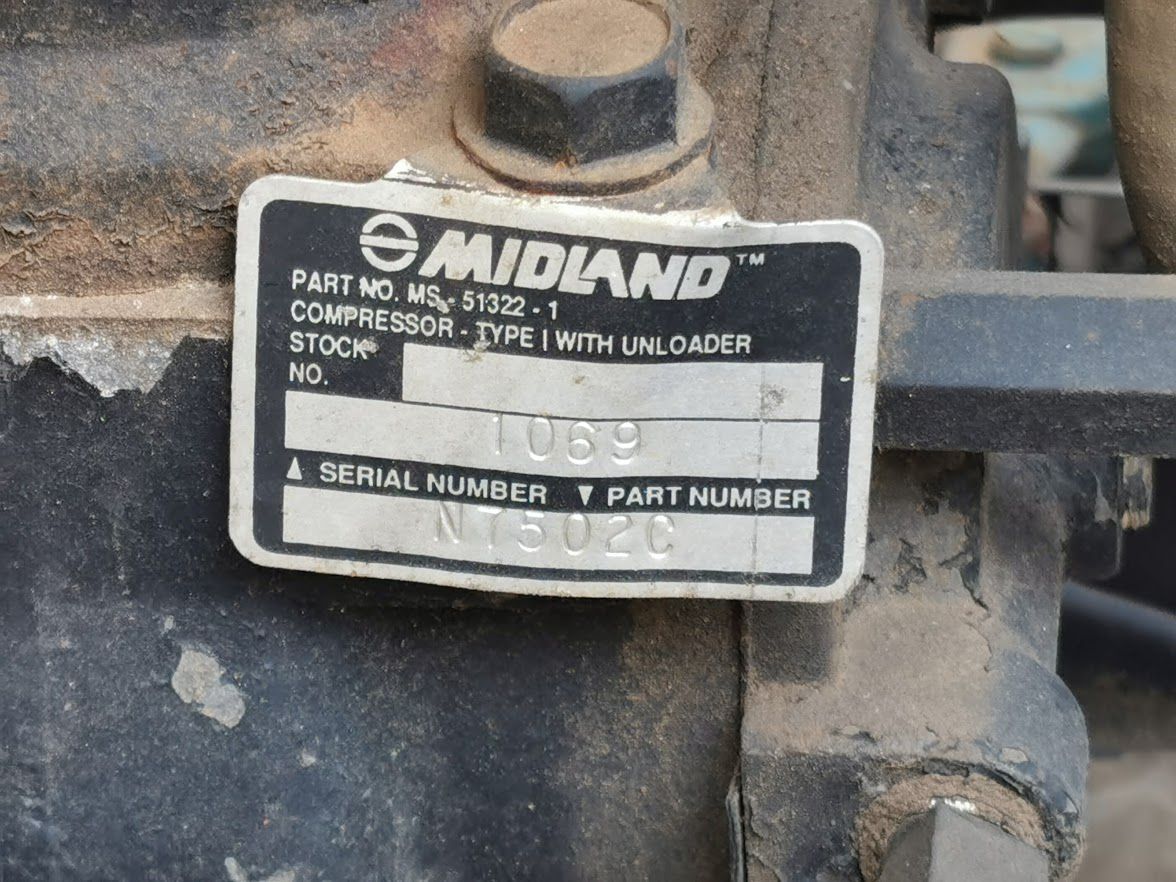 MIDLAND™
PART NO. MS - 51322 - 1
COMPRESSOR - TYPE I WITH UNLOADER
STOCK
NO.
1069
▲ SERIAL NUMBER ▼ PART NUMBER
N7502C